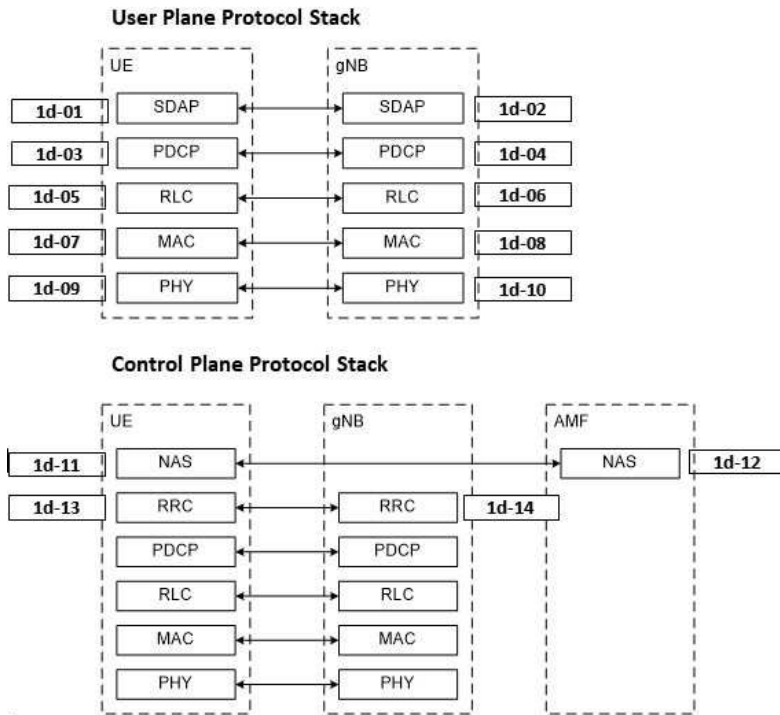 User Plane Protocol Stack
UE gNB
1d-01 SDAP SDAP 1d-02
1d-03 PDCP PDCP 1d-04
1d-05 RLC RLC 1d-06
1d-07 MAC MAC 1d-08
1d-09 PHY PHY 1d-10
Control Plane Protocol Stack
UE gNB AMF
1d-11 NAS NAS 1d-12
1d-13 RRC RRC 1d-14
PDCP PDCP
RLC RLC
MAC MAC
PHY PHY